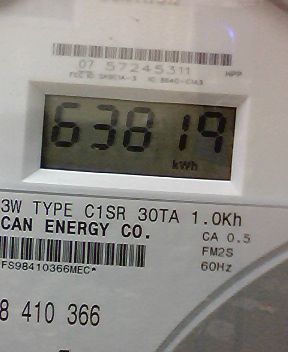 07 57245311 HPP
63819
kWh
3W TYPE C1SR 30TA 1.0Kh
CAN ENERGY CO.
CA 0.5
FM2S
60Hz
*FS98410366MEC*
8 410 366